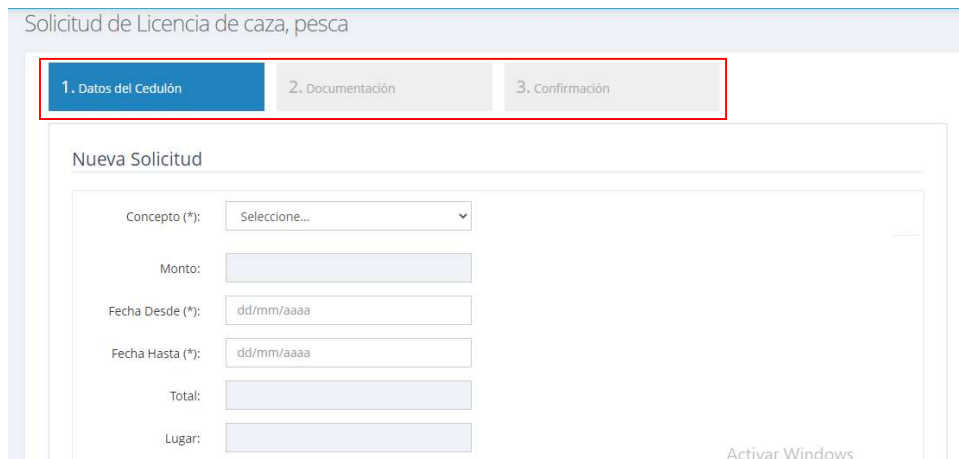 Solicitud de Licencia de caza, pesca
1. Datos del Cedulón 2. Documentación 3. Confirmación
Nueva Solicitud
Concepto (*): Seleccione...
Monto:
Fecha Desde (*): dd/mm/aaaa
Fecha Hasta (*): dd/mm/aaaa
Total:
Lugar:
Activar Windows